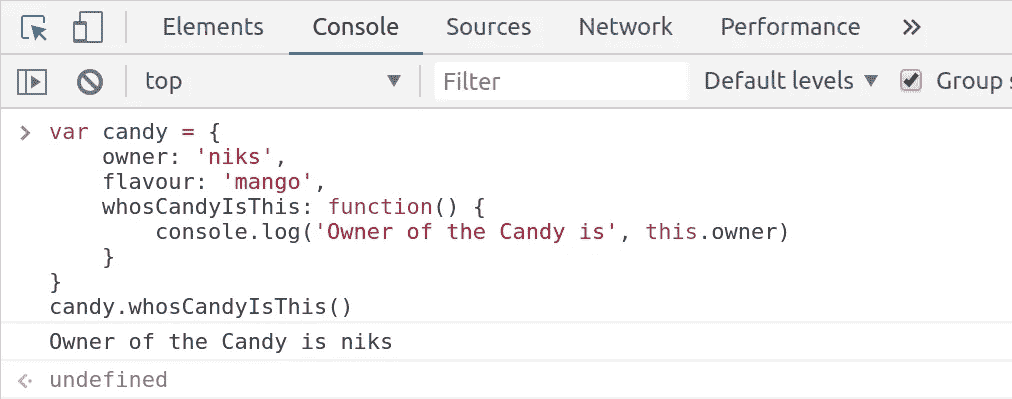 Elements Console Sources Network Performance »
top ▼ Filter Default levels ▼ Group
> var candy = {
    owner: 'niks',
    flavour: 'mango',
    whosCandyIsThis: function() {
        console.log('Owner of the Candy is', this.owner)
    }
}
candy.whosCandyIsThis()
Owner of the Candy is niks
undefined